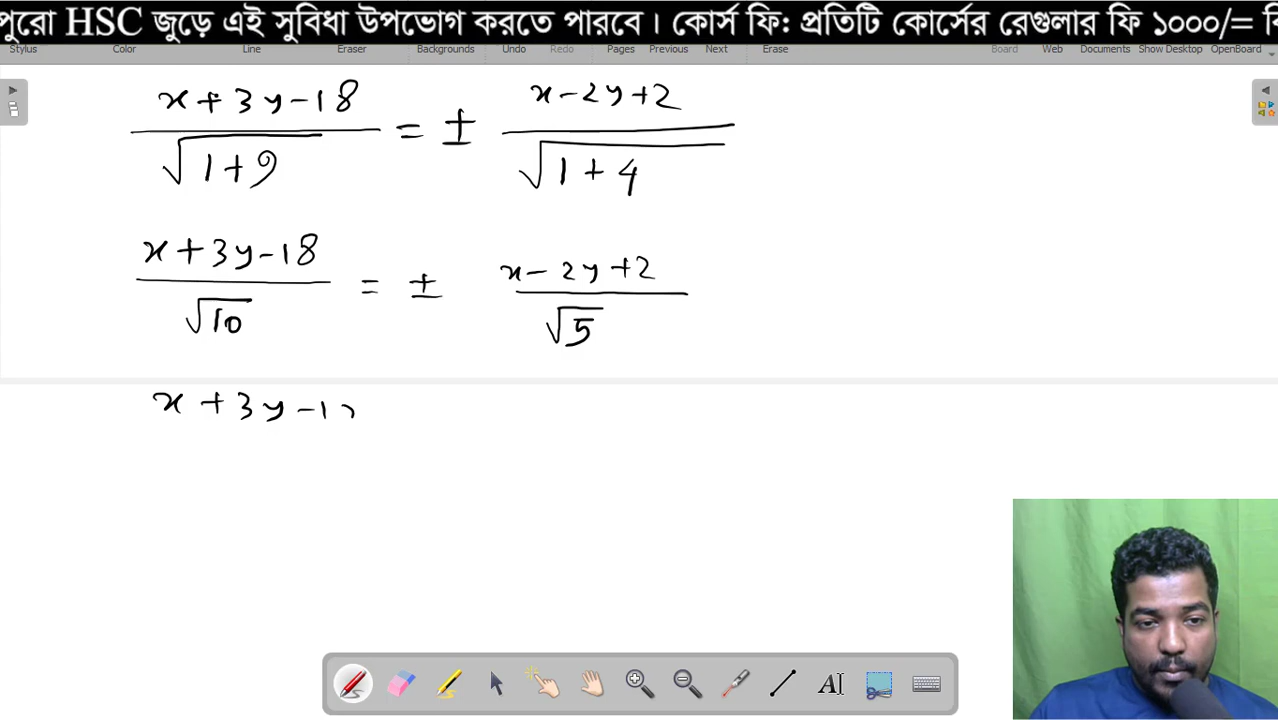 পুরো HSC জুড়ে এই সুবিধা উপভোগ করতে পারবে। কোর্স ফি: প্রতিটি কোর্সের রেগুলার ফি ১০০০/=
Stylus Color Line Eraser Backgrounds Undo Redo Pages Previous Next Erase Board Web Documents Show Desktop OpenBoard
x+3y-18 / √(1+9) = ± x-2y+2 / √(1+4)
x+3y-18 / √10 = ± x-2y+2 / √5
x+3y-1